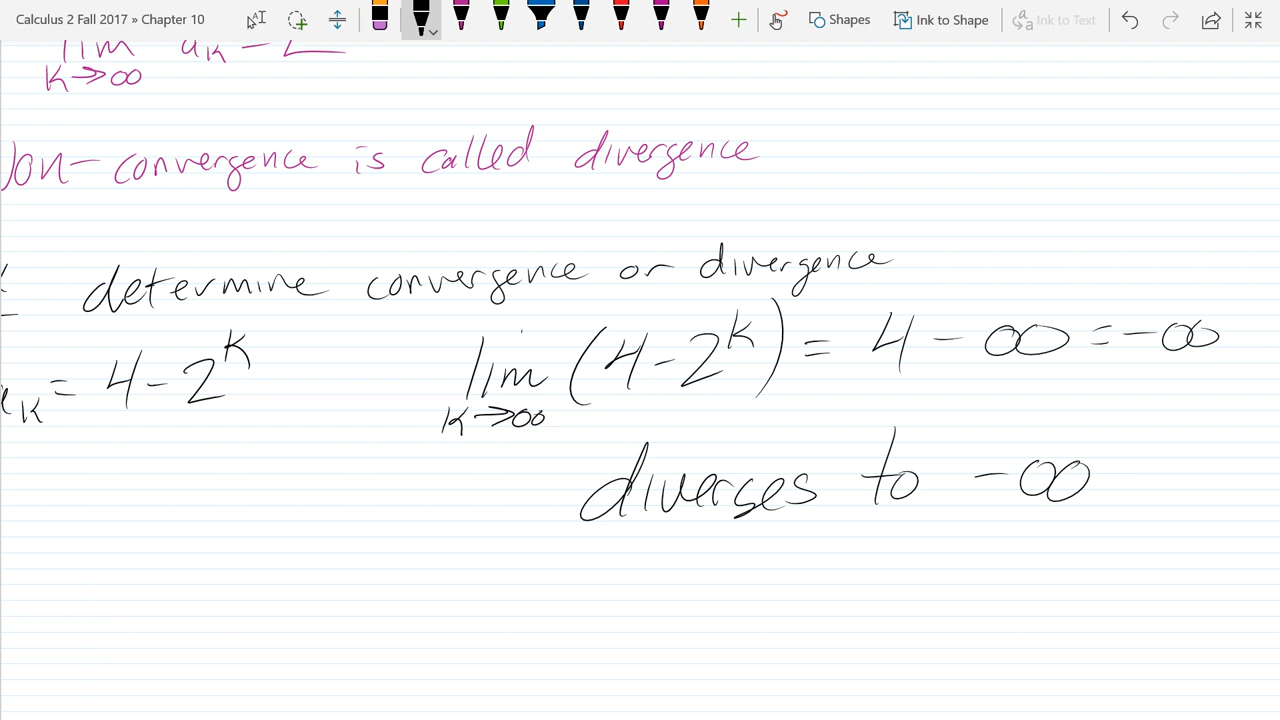 Calculus 2 Fall 2017 » Chapter 10
Shapes
Ink to Shape
Ink to Text
lim
K→∞
on-convergence is called divergence
determine convergence or divergence
K = 4 - 2^K
lim (4 - 2^K) = 4 - ∞ = -∞
K→∞
diverges to -∞